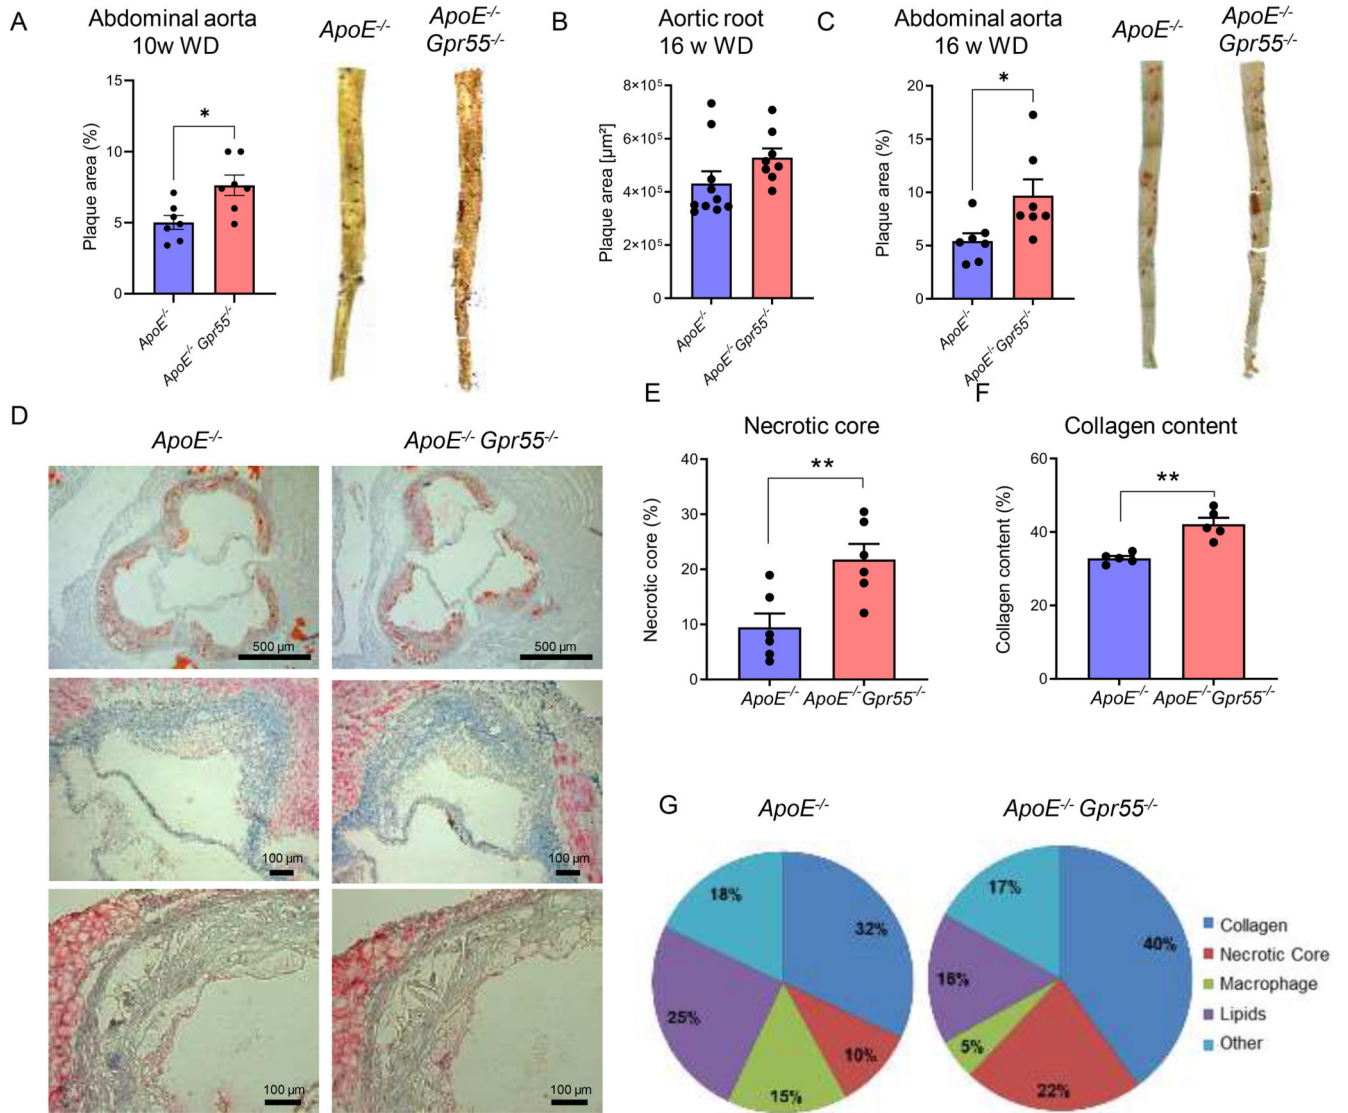 A
Abdominal aorta
10w WD
Plaque area (%)
15
10
5
0
*
ApoE-/-
ApoE-/- Gpr55-/-
ApoE-/-
ApoE-/-
Gpr55-/-
B
Aortic root
16 w WD
Plaque area [µm²]
8×10⁵
6×10⁵
4×10⁵
2×10⁵
0
ApoE-/-
ApoE-/- Gpr55-/-
C
Abdominal aorta
16 w WD
Plaque area (%)
20
15
10
5
0
*
ApoE-/-
ApoE-/- Gpr55-/-
ApoE-/-
ApoE-/-
Gpr55-/-
D
ApoE-/-
ApoE-/- Gpr55-/-
500 µm
500 µm
100 µm
100 µm
100 µm
100 µm
E
Necrotic core
Necrotic core (%)
40
30
20
10
0
**
ApoE-/-
ApoE-/- Gpr55-/-
F
Collagen content
Collagen content (%)
60
40
20
0
**
ApoE-/-
ApoE-/- Gpr55-/-
G
ApoE-/-
18%
32%
25%
10%
15%
ApoE-/- Gpr55-/-
17%
40%
16%
5%
22%
Collagen
Necrotic Core
Macrophage
Lipids
Other